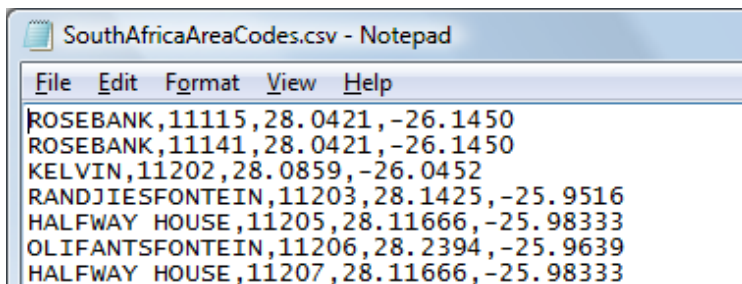 SouthAfricaAreaCodes.csv - Notepad
File Edit Format View Help
ROSEBANK,11115,28.0421,-26.1450
ROSEBANK,11141,28.0421,-26.1450
KELVIN,11202,28.0859,-26.0452
RANDJIESFONTEIN,11203,28.1425,-25.9516
HALFWAY HOUSE,11205,28.11666,-25.98333
OLIFANTSFONTEIN,11206,28.2394,-25.9639
HALFWAY HOUSE,11207,28.11666,-25.98333